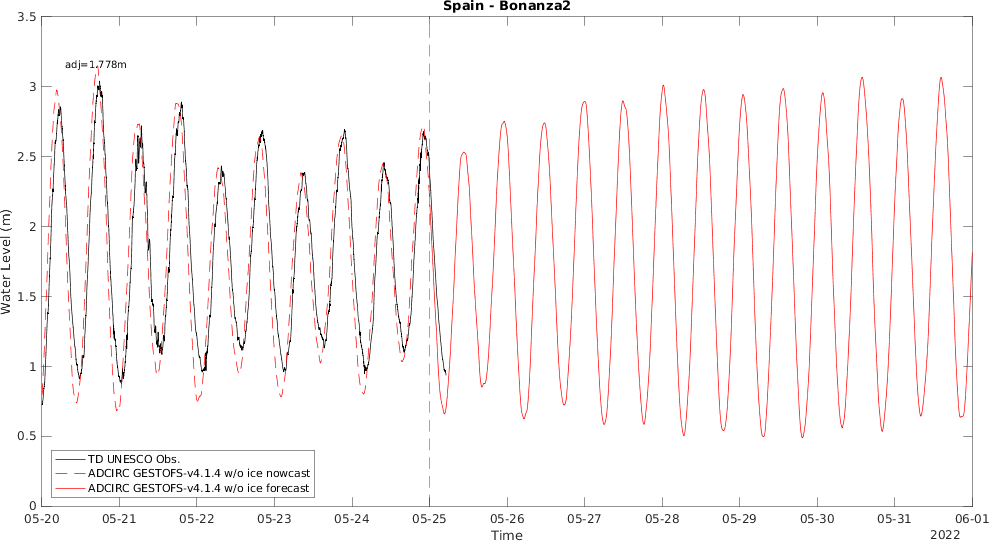 Spain - Bonanza2
adj=1.778m
Water Level (m)
3.5
3
2.5
2
1.5
1
0.5
0
TD UNESCO Obs.
ADCIRC GESTOFS-v4.1.4 w/o ice nowcast
ADCIRC GESTOFS-v4.1.4 w/o ice forecast
05-20 05-21 05-22 05-23 05-24 05-25 05-26 05-27 05-28 05-29 05-30 05-31 06-01
Time
2022